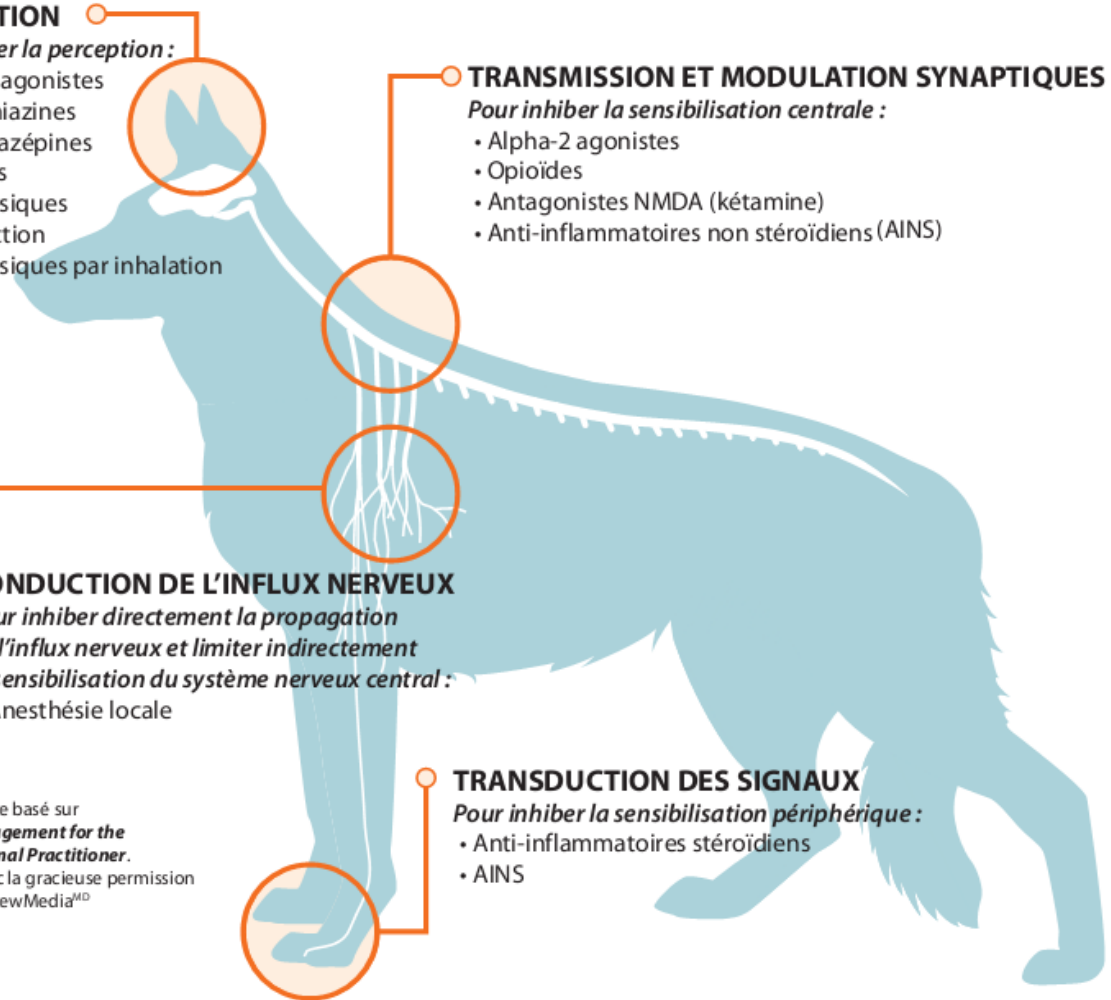 TION
er la perception :
agonistes
iazines
azépines
s
siques
ction
siques par inhalation
TRANSMISSION ET MODULATION SYNAPTIQUES
Pour inhiber la sensibilisation centrale :
• Alpha-2 agonistes
• Opioïdes
• Antagonistes NMDA (kétamine)
• Anti-inflammatoires non stéroïdiens (AINS)
ONDUCTION DE L’INFLUX NERVEUX
ur inhiber directement la propagation
l’influx nerveux et limiter indirectement
sensibilisation du système nerveux central :
nesthésie locale
TRANSDUCTION DES SIGNAUX
Pour inhiber la sensibilisation périphérique :
• Anti-inflammatoires stéroïdiens
• AINS
e basé sur
gement for the
nal Practitioner.
c la gracieuse permission
ewMediaMD